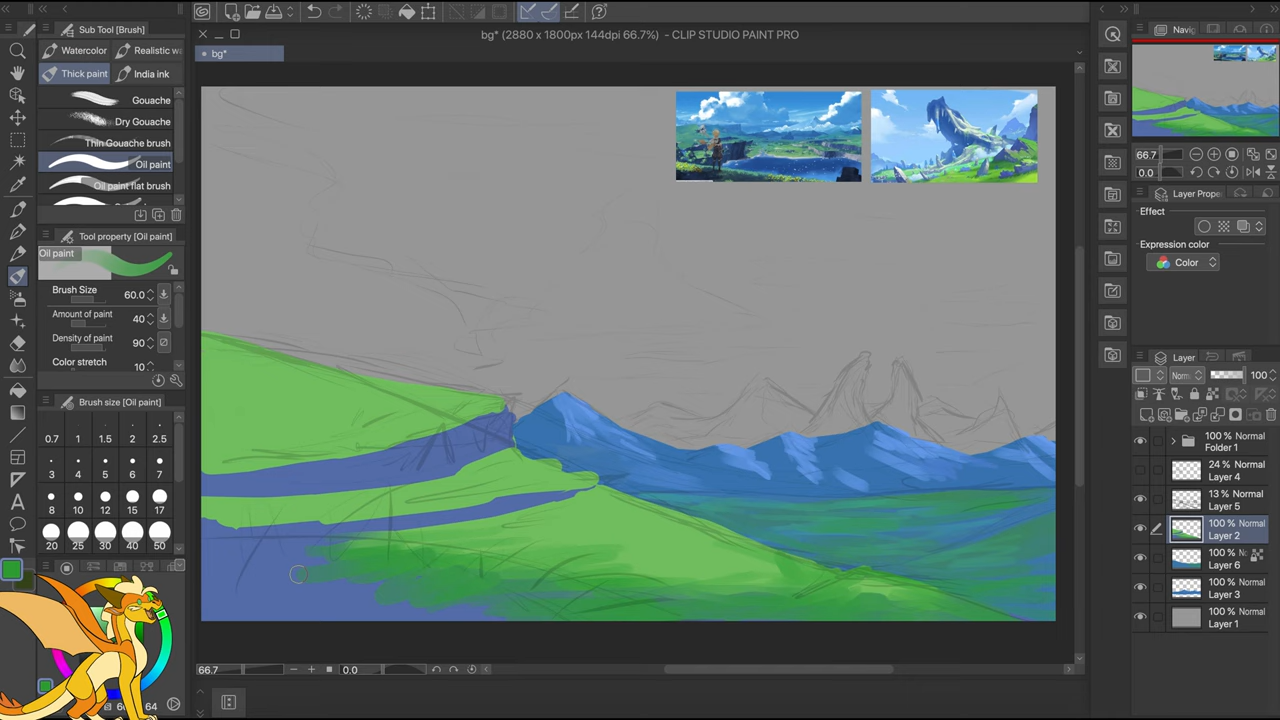 bg* (2880 x 1800px 144dpi 66.7%) - CLIP STUDIO PAINT PRO
bg*
Sub Tool [Brush]
Watercolor
Realistic w
Thick paint
India ink
Gouache
Dry Gouache
Thin Gouache brush
Oil paint
Oil paint flat brush
Tool property [Oil paint]
Oil paint
Brush Size 60.0
Amount of paint 40
Density of paint 90
Color stretch 10
Brush size [Oil paint]
0.7 1 1.5 2 2.5
3 4 5 6 7
8 10 12 15 17
20 25 30 40 50
64
66.7
0.0
Navig
66.7
0.0
Layer Prope
Effect
Expression color
Color
Layer
Norm
100
100 % Normal
Folder 1
24 % Normal
Layer 4
13 % Normal
Layer 5
100 % Normal
Layer 2
100 % Nc
Layer 6
100 % Normal
Layer 3
100 % Normal
Layer 1